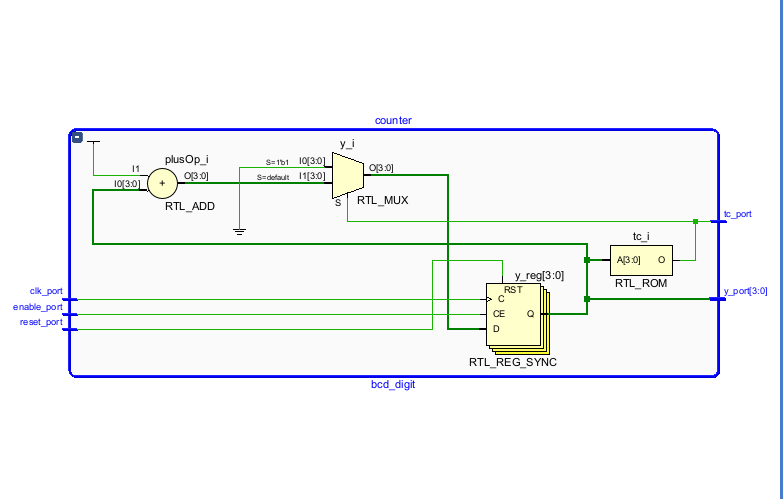 counter
plusOp_i
I1
I0[3:0]
+
O[3:0]
RTL_ADD
y_i
S=1'b1
I0[3:0]
S=default
I1[3:0]
O[3:0]
S
RTL_MUX
tc_port
tc_i
A[3:0]
O
RTL_ROM
clk_port
enable_port
reset_port
y_reg[3:0]
RST
C
CE
Q
D
RTL_REG_SYNC
y_port[3:0]
bcd_digit